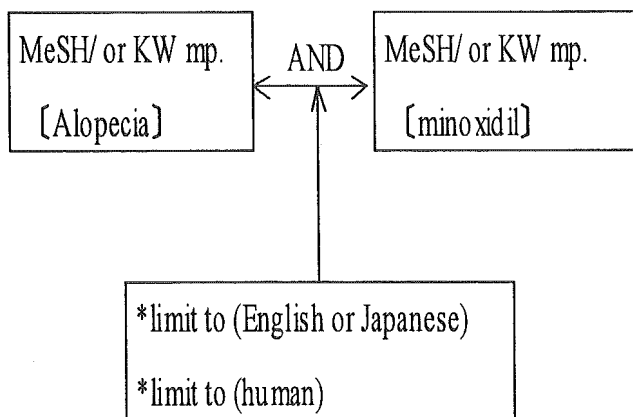 MeSH/ or KW mp.
〔Alopecia〕
AND
MeSH/ or KW mp.
〔minoxidil〕
*limit to (English or Japanese)
*limit to (human)